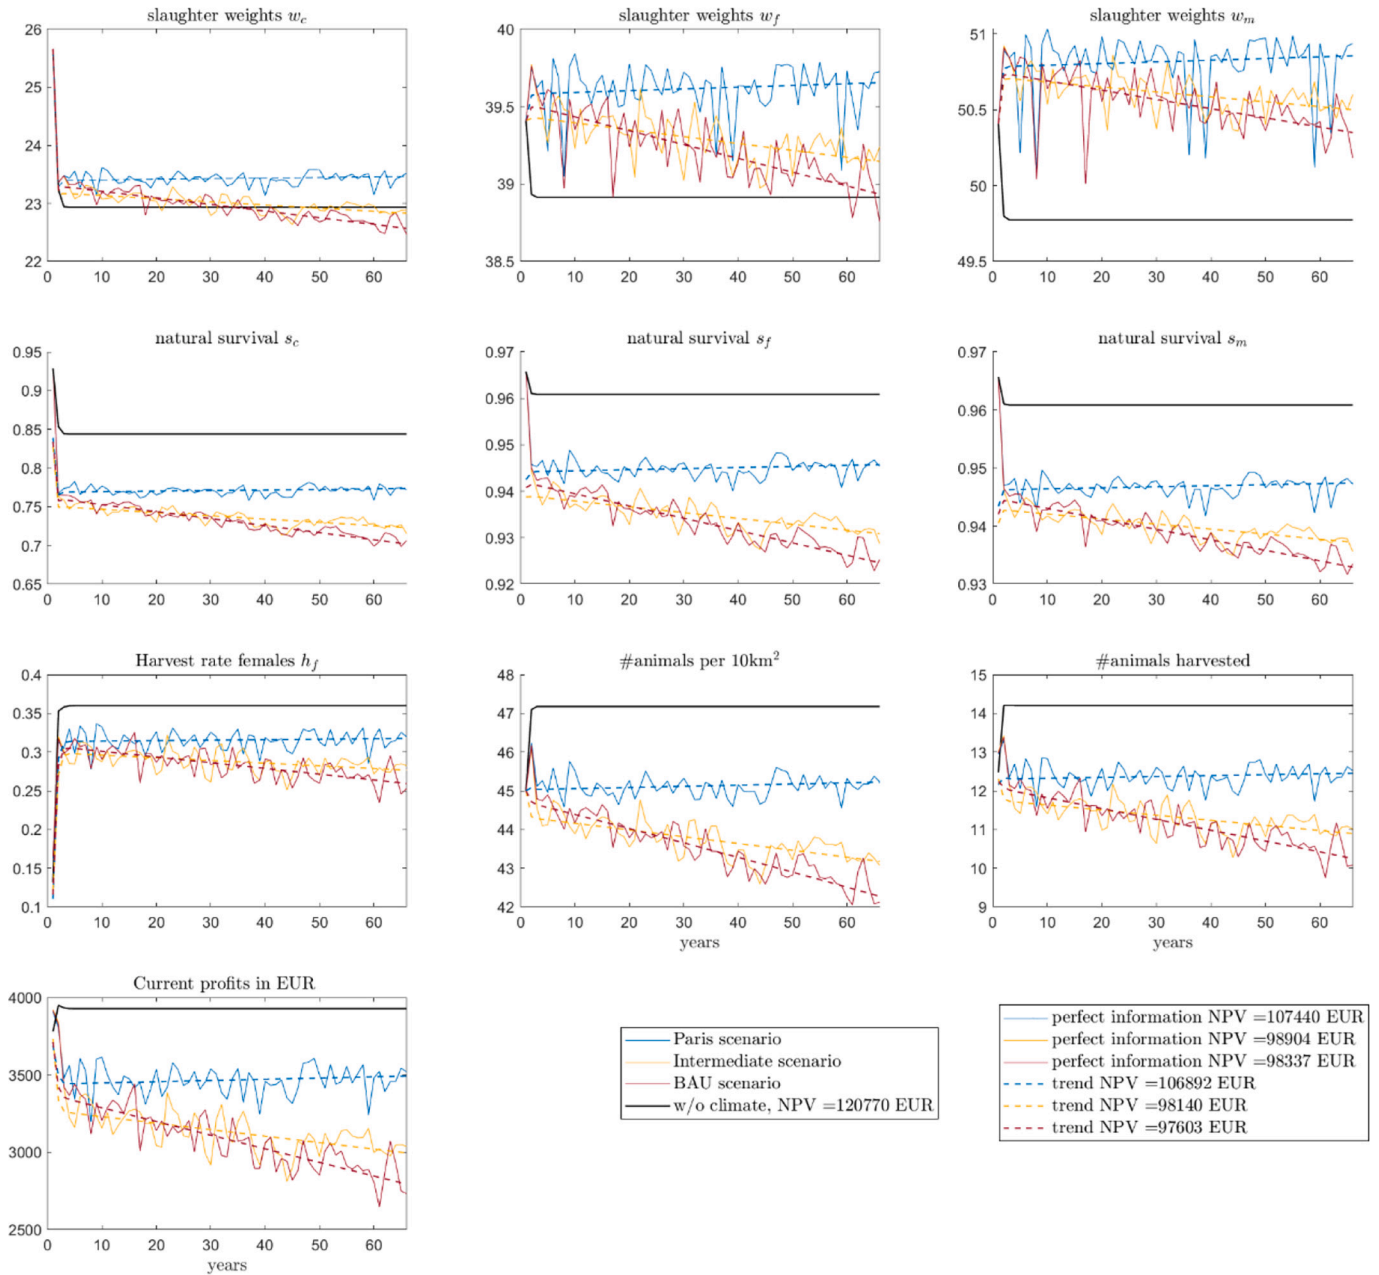 slaughter weights w_c
26
25
24
23
22
0 10 20 30 40 50 60
slaughter weights w_f
40
39.5
39
38.5
0 10 20 30 40 50 60
slaughter weights w_m
51
50.5
50
49.5
0 10 20 30 40 50 60
natural survival s_c
0.95
0.9
0.85
0.8
0.75
0.7
0.65
0 10 20 30 40 50 60
natural survival s_f
0.97
0.96
0.95
0.94
0.93
0.92
0 10 20 30 40 50 60
natural survival s_m
0.97
0.96
0.95
0.94
0.93
0 10 20 30 40 50 60
Harvest rate females h_f
0.4
0.35
0.3
0.25
0.2
0.15
0.1
0 10 20 30 40 50 60
#animals per 10km²
48
47
46
45
44
43
42
0 10 20 30 40 50 60
years
#animals harvested
15
14
13
12
11
10
9
0 10 20 30 40 50 60
years
Current profits in EUR
4000
3500
3000
2500
0 10 20 30 40 50 60
years
Paris scenario
Intermediate scenario
BAU scenario
w/o climate, NPV =120770 EUR
perfect information NPV =107440 EUR
perfect information NPV =98904 EUR
perfect information NPV =98337 EUR
trend NPV =106892 EUR
trend NPV =98140 EUR
trend NPV =97603 EUR